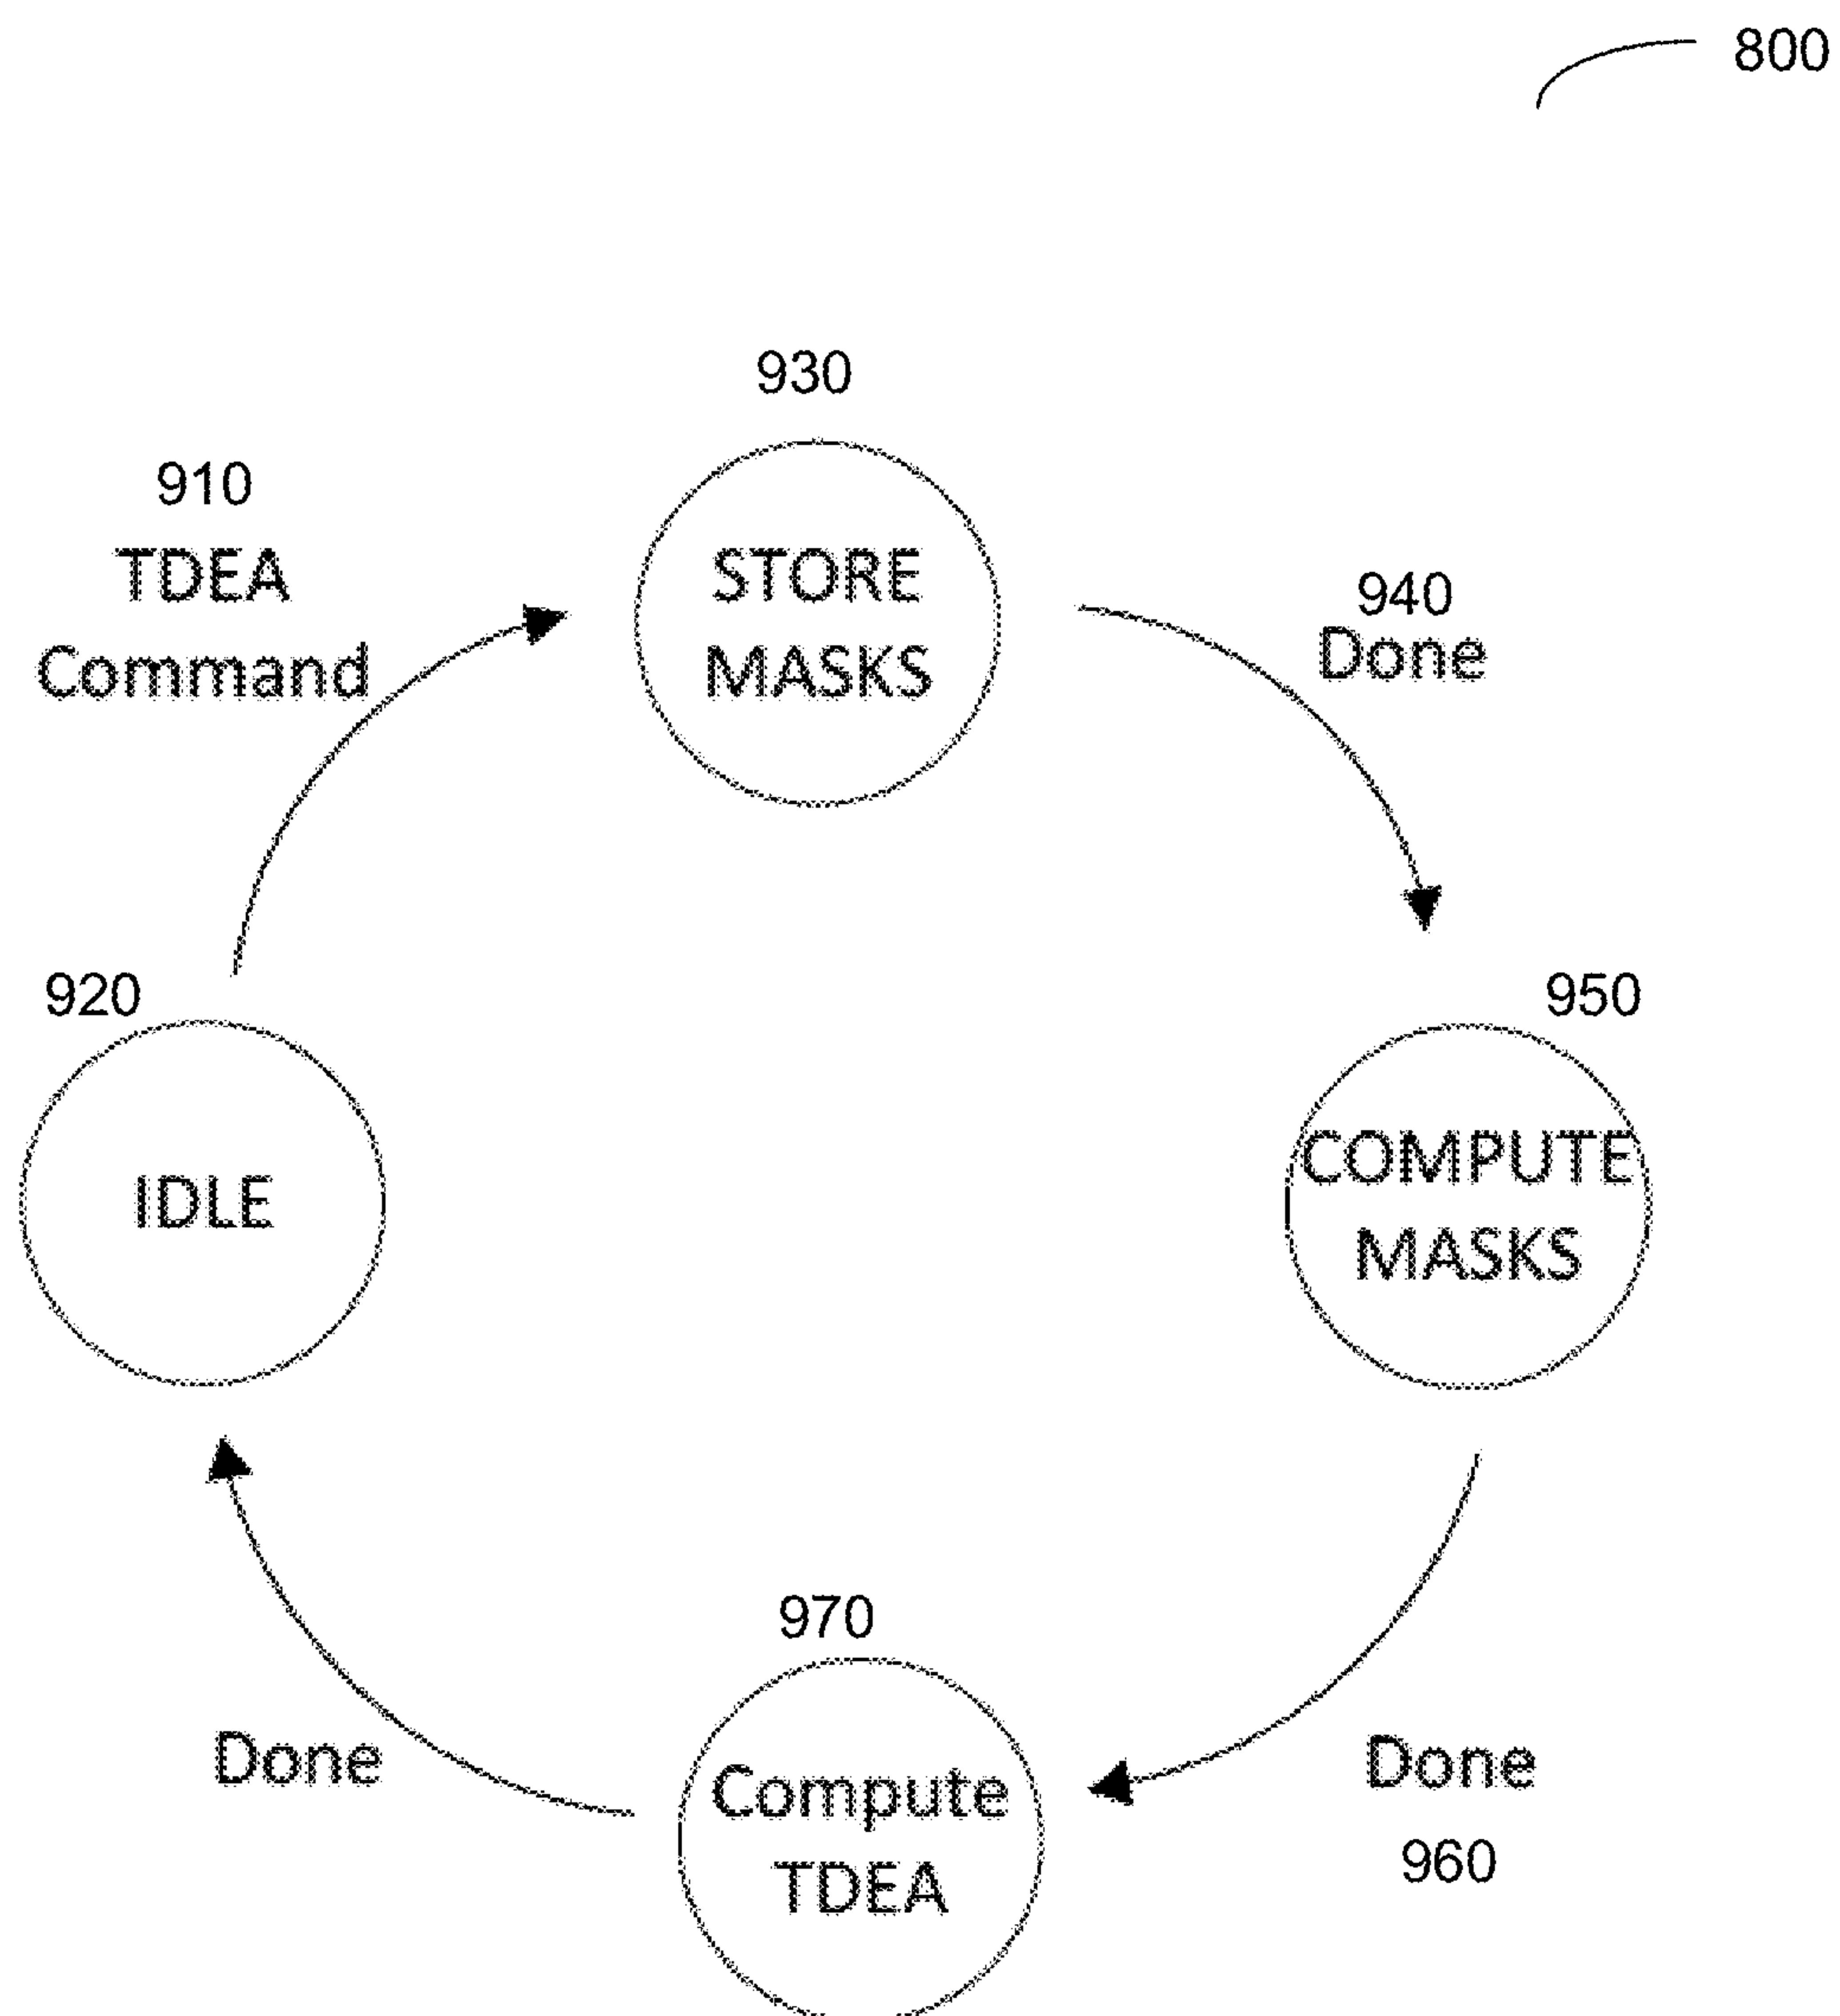 800
930
910
TDEA
Command
STORE
MASKS
940
Done
920
950
IDLE
COMPUTE
MASKS
970
Done
Compute
TDEA
Done
960